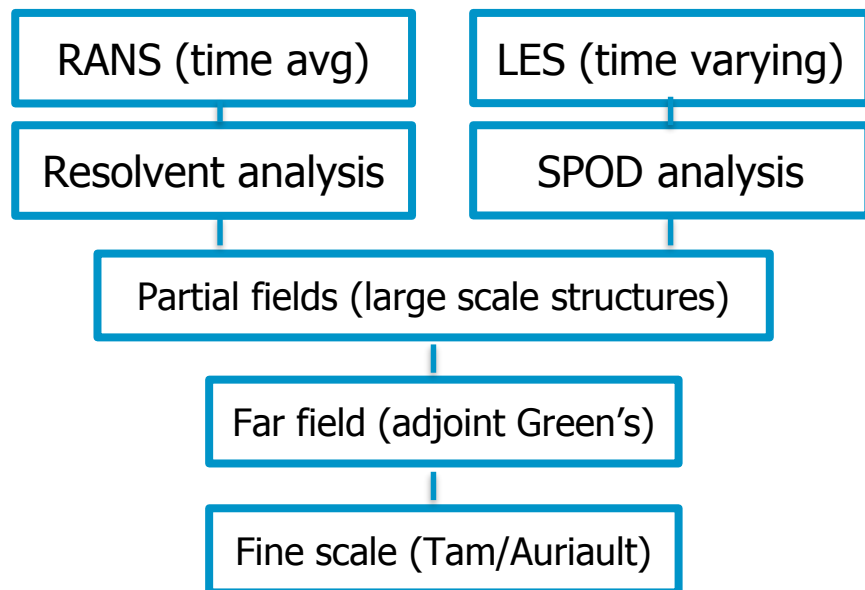 RANS (time avg)
LES (time varying)
Resolvent analysis
SPOD analysis
Partial fields (large scale structures)
Far field (adjoint Green’s)
Fine scale (Tam/Auriault)